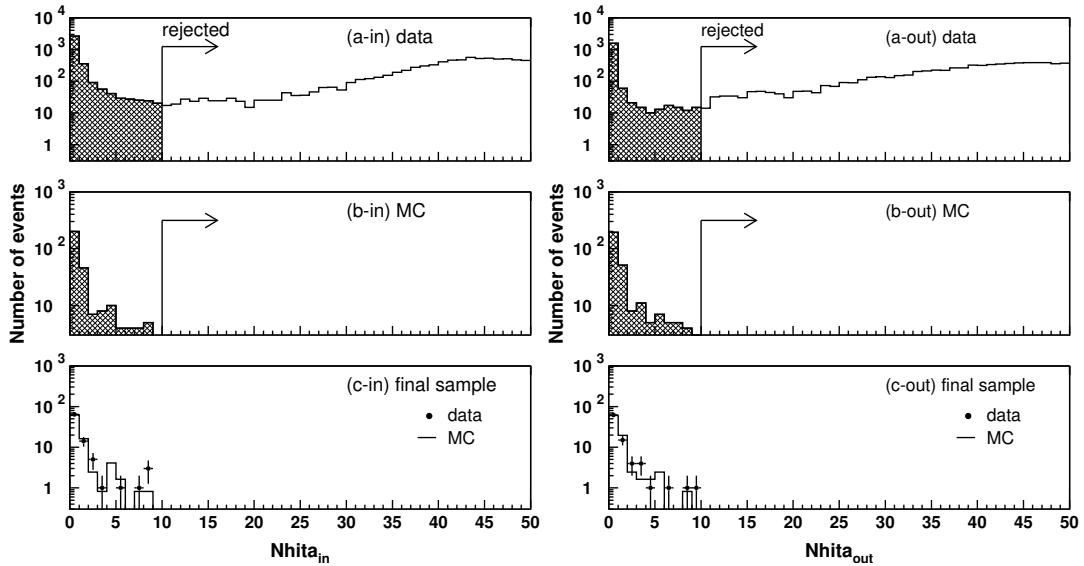 Number of events
10^4
10^3
10^2
10
1
rejected
(a-in) data
10^3
10^2
10
(b-in) MC
10^3
10^2
10
1
(c-in) final sample
data
MC
0 5 10 15 20 25 30 35 40 45 50
Nhita_in
Number of events
10^4
10^3
10^2
10
1
rejected
(a-out) data
10^3
10^2
10
(b-out) MC
10^3
10^2
10
1
(c-out) final sample
data
MC
0 5 10 15 20 25 30 35 40 45 50
Nhita_out